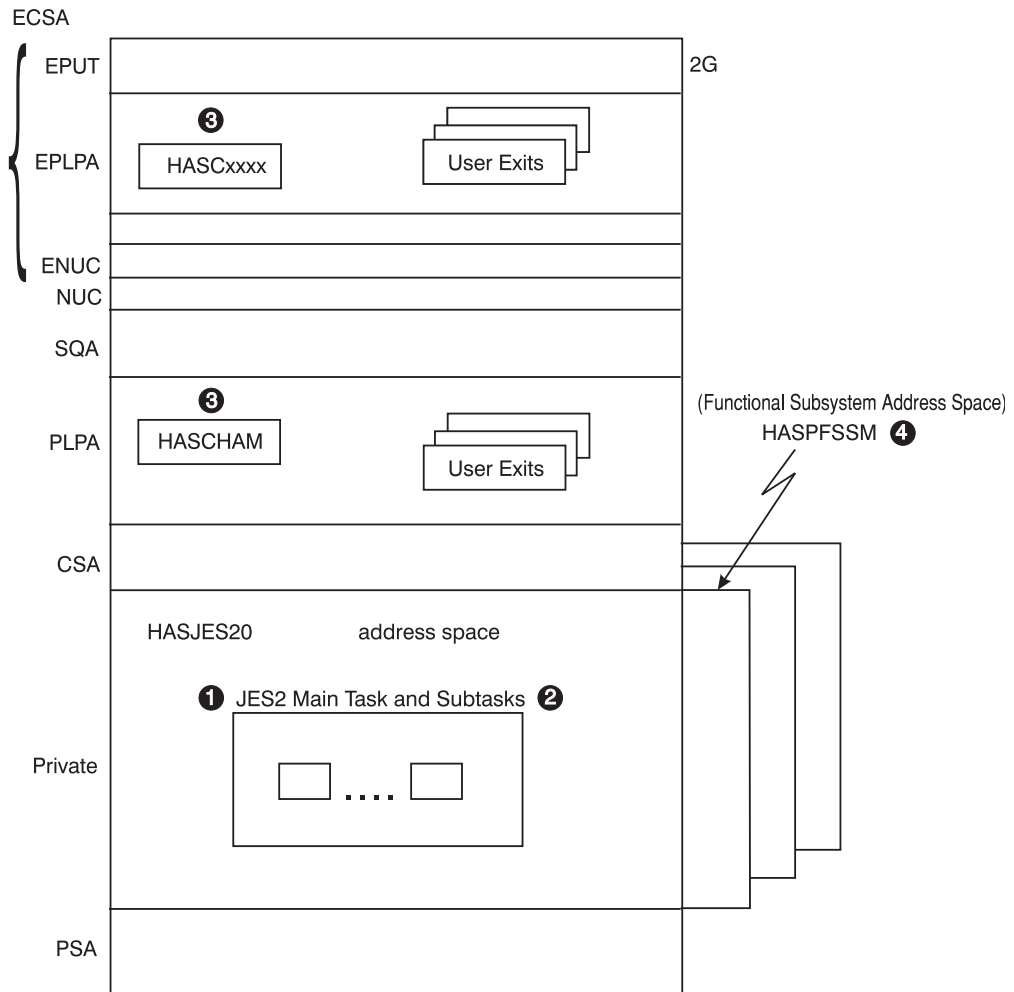 ECSA
EPUT
2G
❸
EPLPA
HASCxxxx
User Exits
ENUC
NUC
SQA
❸
(Functional Subsystem Address Space)
HASPFSSM ❹
PLPA
HASCHAM
User Exits
CSA
HASJES20 address space
❶ JES2 Main Task and Subtasks ❷
Private
....
PSA